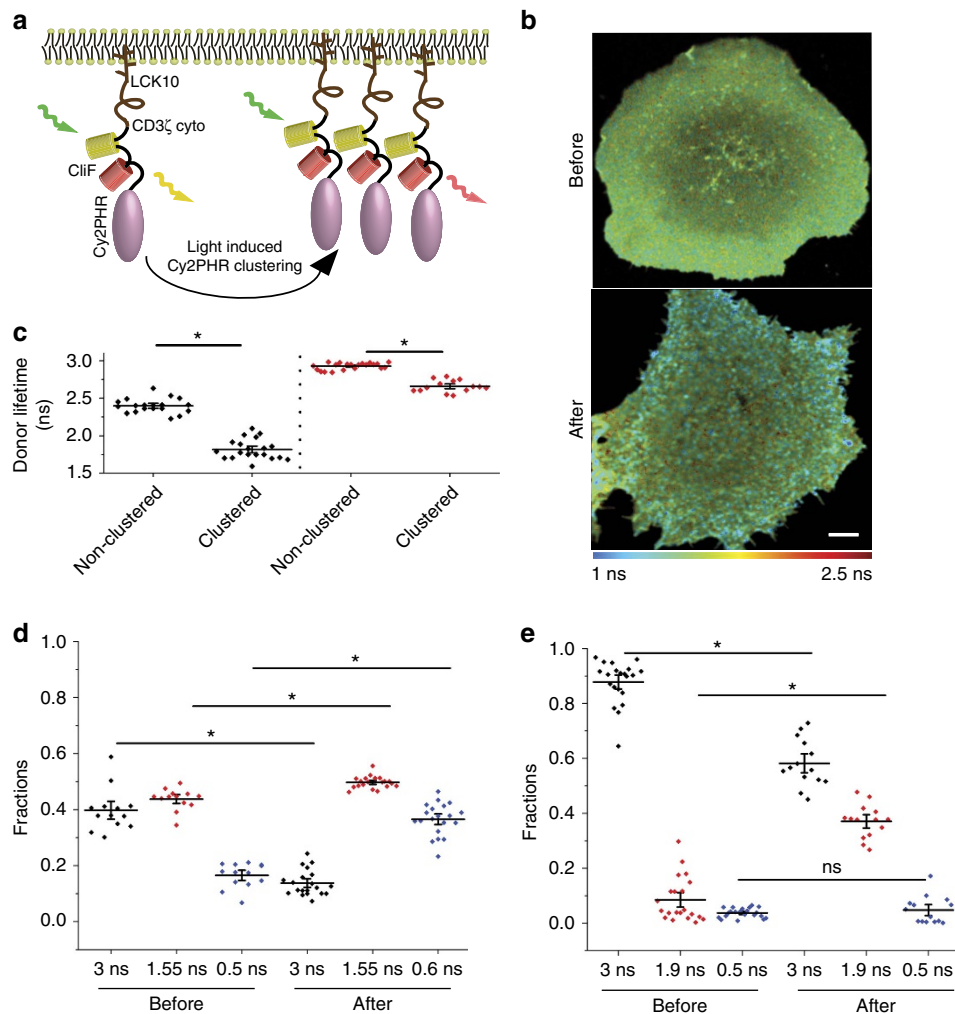 a
LCK10
CD3ζ cyto
CliF
Cy2PHR
Light induced
Cy2PHR clustering
b
Before
After
1 ns
2.5 ns
c
Donor lifetime
(ns)
3.0
2.5
2.0
1.5
*
*
Non-clustered
Clustered
Non-clustered
Clustered
d
Fractions
1.0
0.8
0.6
0.4
0.2
0.0
*
*
*
3 ns
1.55 ns
0.5 ns
3 ns
1.55 ns
0.6 ns
Before
After
e
Fractions
1.0
0.8
0.6
0.4
0.2
0.0
*
*
ns
3 ns
1.9 ns
0.5 ns
3 ns
1.9 ns
0.5 ns
Before
After